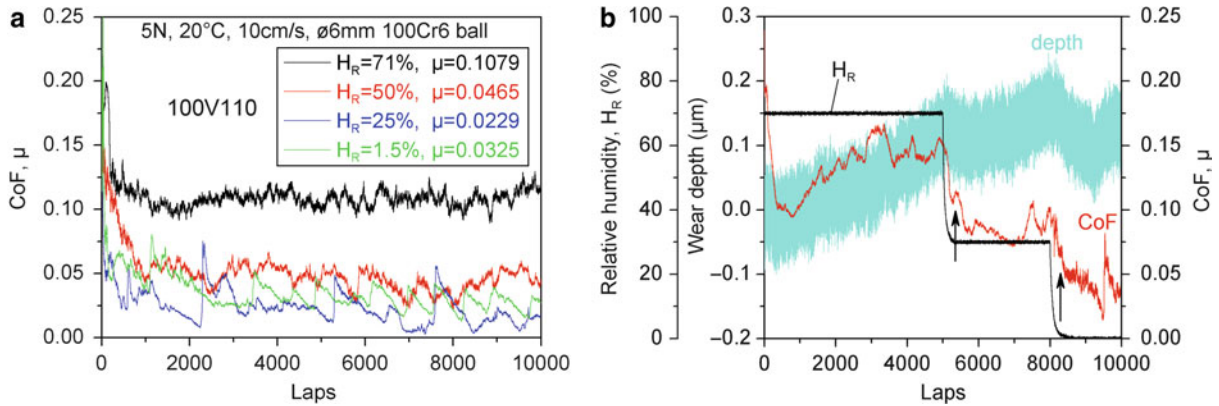 a
5N, 20°C, 10cm/s, ø6mm 100Cr6 ball
H_R=71%, μ=0.1079
H_R=50%, μ=0.0465
H_R=25%, μ=0.0229
H_R=1.5%, μ=0.0325
100V110
CoF, μ
0.25
0.20
0.15
0.10
0.05
0.00
0 2000 4000 6000 8000 10000
Laps
b
Relative humidity, H_R (%)
100
80
60
40
20
0
Wear depth (μm)
0.3
0.2
0.1
0.0
−0.1
−0.2
H_R
depth
CoF
0.25
0.20
0.15
0.10
0.05
0.00
CoF, μ
0 2000 4000 6000 8000 10000
Laps